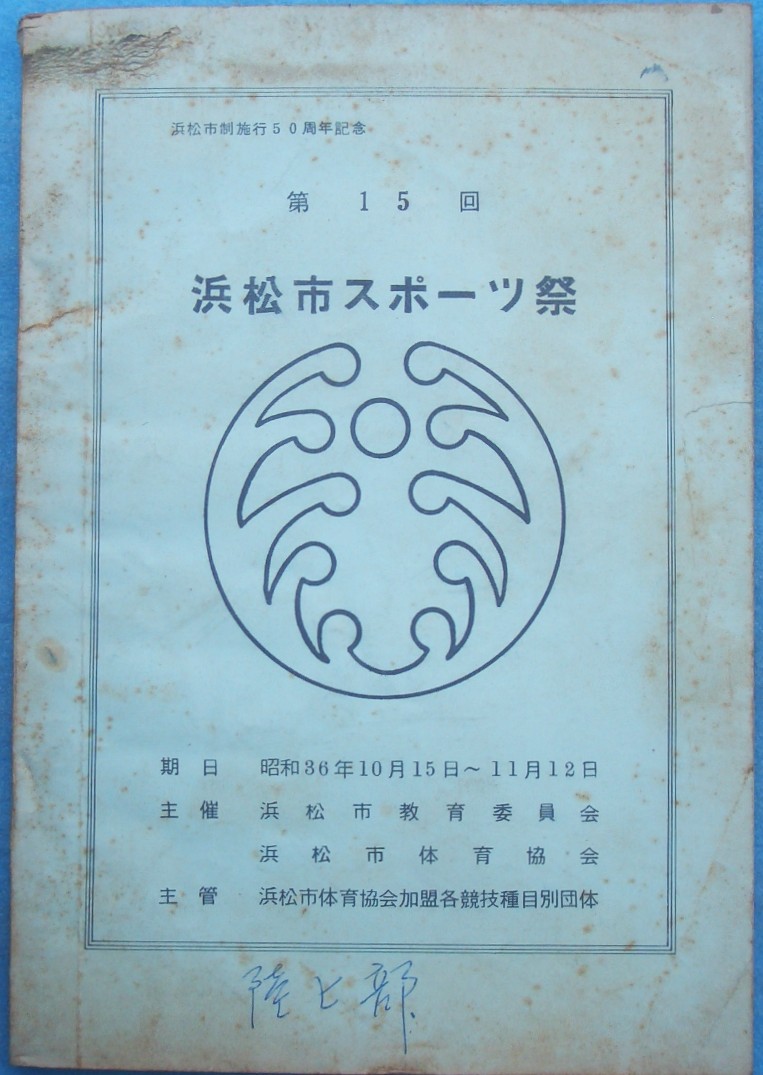 浜松市制施行50周年記念
第 15 回
浜松市スポーツ祭
期日 昭和36年10月15日～11月12日
主催 浜松市教育委員会
浜松市体育協会
主管 浜松市体育協会加盟各競技種目別団体
陸上部